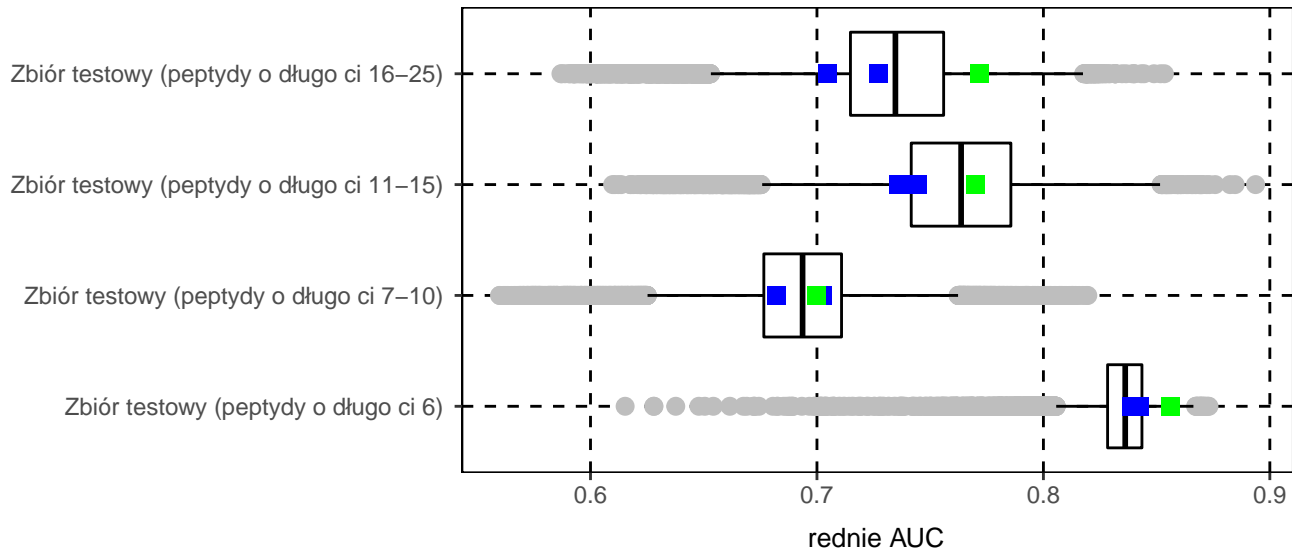 Zbiór testowy (peptydy o długo ci 16−25)
Zbiór testowy (peptydy o długo ci 11−15)
Zbiór testowy (peptydy o długo ci 7−10)
Zbiór testowy (peptydy o długo ci 6)
0.6 0.7 0.8 0.9
rednie AUC